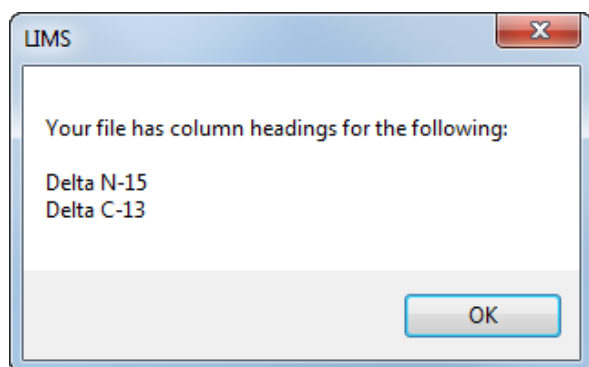 LIMS
Your file has column headings for the following:
Delta N-15
Delta C-13
OK